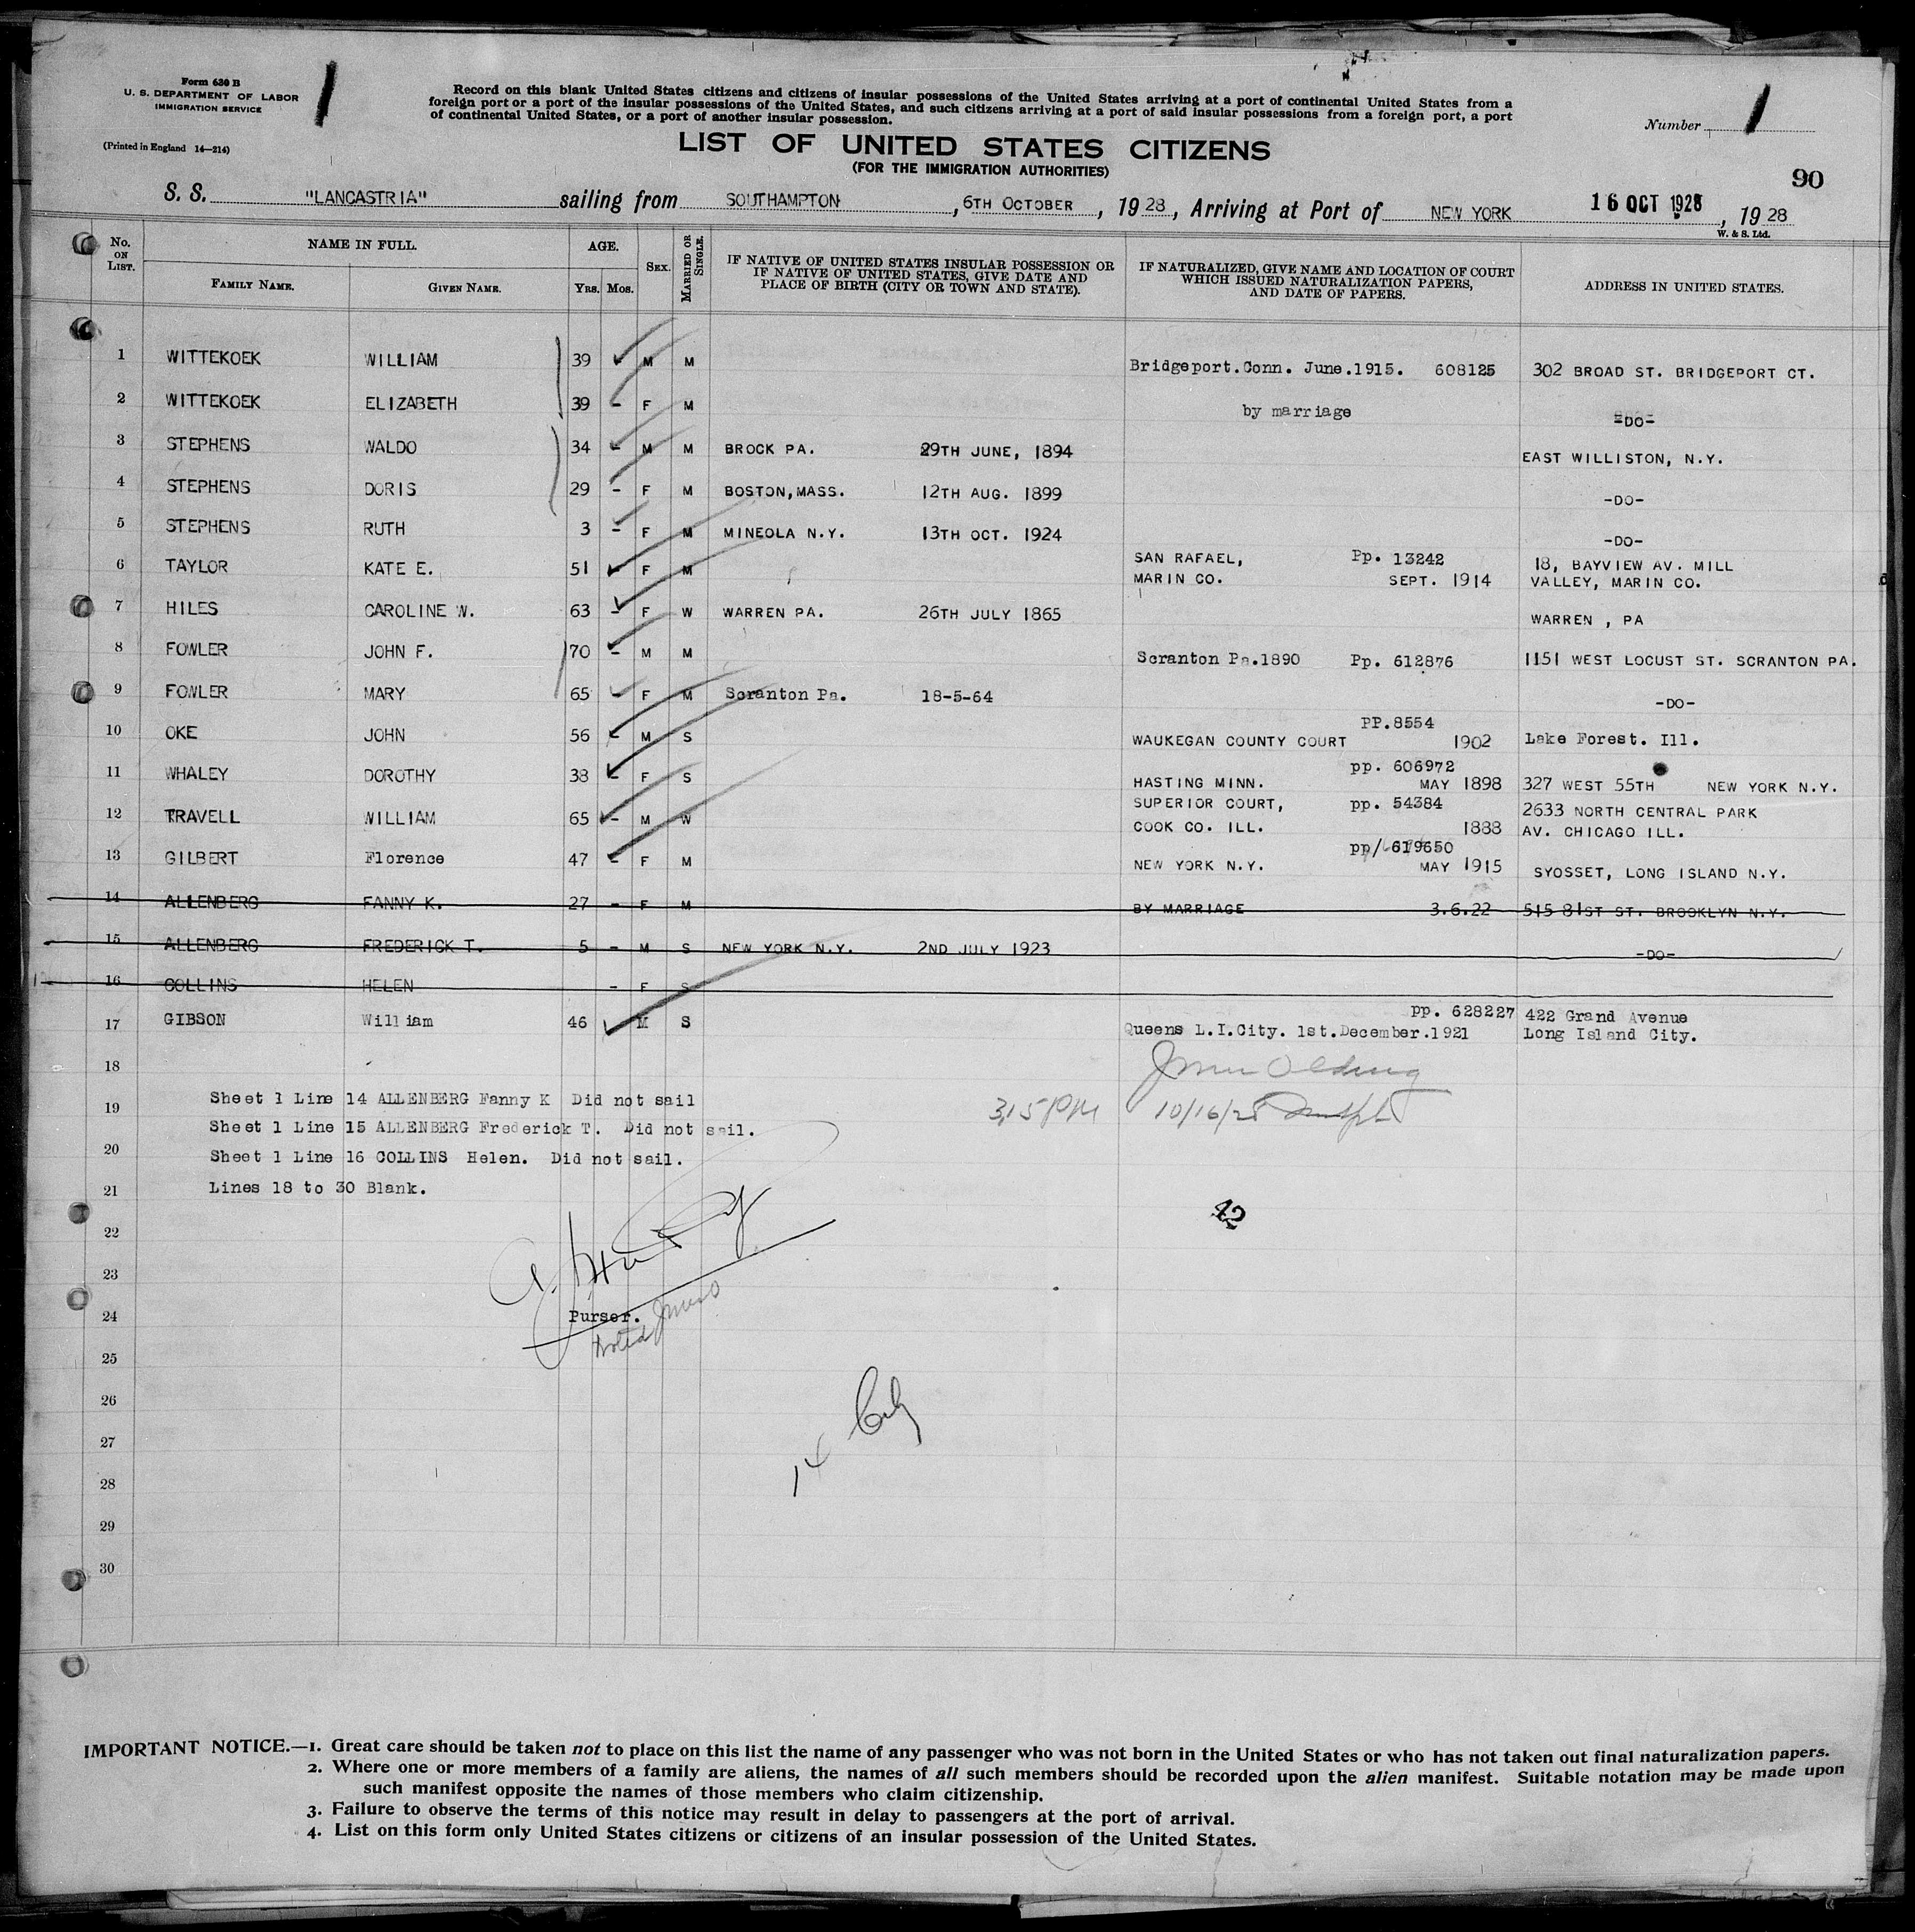 Form 630 B
U. S. DEPARTMENT OF LABOR
IMMIGRATION SERVICE
(Printed in England 14—214)
Record on this blank United States citizens and citizens of insular possessions of the United States arriving at a port of continental United States from a
foreign port or a port of the insular possessions of the United States, and such citizens arriving at a port of said insular possessions from a foreign port, a port
of continental United States, or a port of another insular possession.
Number 1
LIST OF UNITED STATES CITIZENS
(FOR THE IMMIGRATION AUTHORITIES)
90
S. S. "LANCASTRIA" sailing from SOUTHAMPTON, 6TH OCTOBER, 1928, Arriving at Port of NEW YORK 16 OCT 1928, 1928
W. & S. Ltd.
No. ON LIST. NAME IN FULL. FAMILY NAME. GIVEN NAME. AGE. Yrs. Mos. SEX. MARRIED OR SINGLE. IF NATIVE OF UNITED STATES INSULAR POSSESSION OR IF NATIVE OF UNITED STATES, GIVE DATE AND PLACE OF BIRTH (CITY OR TOWN AND STATE). IF NATURALIZED, GIVE NAME AND LOCATION OF COURT WHICH ISSUED NATURALIZATION PAPERS, AND DATE OF PAPERS. ADDRESS IN UNITED STATES.
1 WITTEKOEK WILLIAM 39 - M M Bridgeport.Conn. June.1915. 608125 302 BROAD ST. BRIDGEPORT CT.
2 WITTEKOEK ELIZABETH 39 - F M by marriage -DO-
3 STEPHENS WALDO 34 - M M BROCK PA. 29TH JUNE, 1894 EAST WILLISTON, N.Y.
4 STEPHENS DORIS 29 - F M BOSTON,MASS. 12TH AUG. 1899 -DO-
5 STEPHENS RUTH 3 - F M MINEOLA N.Y. 13TH OCT. 1924 -DO-
6 TAYLOR KATE E. 51 - F M SAN RAFAEL, Pp. 13242 18, BAYVIEW AV. MILL
MARIN CO. SEPT. 1914 VALLEY, MARIN CO.
7 HILES CAROLINE W. 63 - F W WARREN PA. 26TH JULY 1865 WARREN , PA
8 FOWLER JOHN F. 70 - M M Scranton Pa.1890 Pp. 612876 1151 WEST LOCUST ST. SCRANTON PA.
9 FOWLER MARY 65 - F M Scranton Pa. 18-5-64 -DO-
PP.8554
10 OKE JOHN 56 - M S WAUKEGAN COUNTY COURT 1902 Lake Forest. Ill.
pp. 606972
11 WHALEY DOROTHY 38 - F S HASTING MINN. MAY 1898 327 WEST 55TH NEW YORK N.Y.
12 TRAVELL WILLIAM 65 - M W SUPERIOR COURT, pp. 54384 2633 NORTH CENTRAL PARK
COOK CO. ILL. 1888 AV. CHICAGO ILL.
pp/ 619650
13 GILBERT Florence 47 - F M NEW YORK N.Y. MAY 1915 SYOSSET, LONG ISLAND N.Y.
14 ALLENBERG FANNY K. 27 - F M BY MARRIAGE 3.6.22 515 81ST ST. BROOKLYN N.Y.
15 ALLENBERG FREDERICK T. 5 - M S NEW YORK N.Y. 2ND JULY 1923 -DO-
16 COLLINS HELEN - F S
pp. 628227 422 Grand Avenue
17 GIBSON William 46 M S Queens L.I.City. 1st.December.1921 Long Island City.
18
19 Sheet 1 Line 14 ALLENBERG Fanny K Did not sail 3,15 PM 10/16/28
Sheet 1 Line 15 ALLENBERG Frederick T. Did not sail.
20 Sheet 1 Line 16 COLLINS Helen. Did not sail.
21 Lines 18 to 30 Blank.
42
22
23
24 Purser.
25
26
27
14
28
29
30
IMPORTANT NOTICE.—1. Great care should be taken not to place on this list the name of any passenger who was not born in the United States or who has not taken out final naturalization papers.
2. Where one or more members of a family are aliens, the names of all such members should be recorded upon the alien manifest. Suitable notation may be made upon
such manifest opposite the names of those members who claim citizenship.
3. Failure to observe the terms of this notice may result in delay to passengers at the port of arrival.
4. List on this form only United States citizens or citizens of an insular possession of the United States.